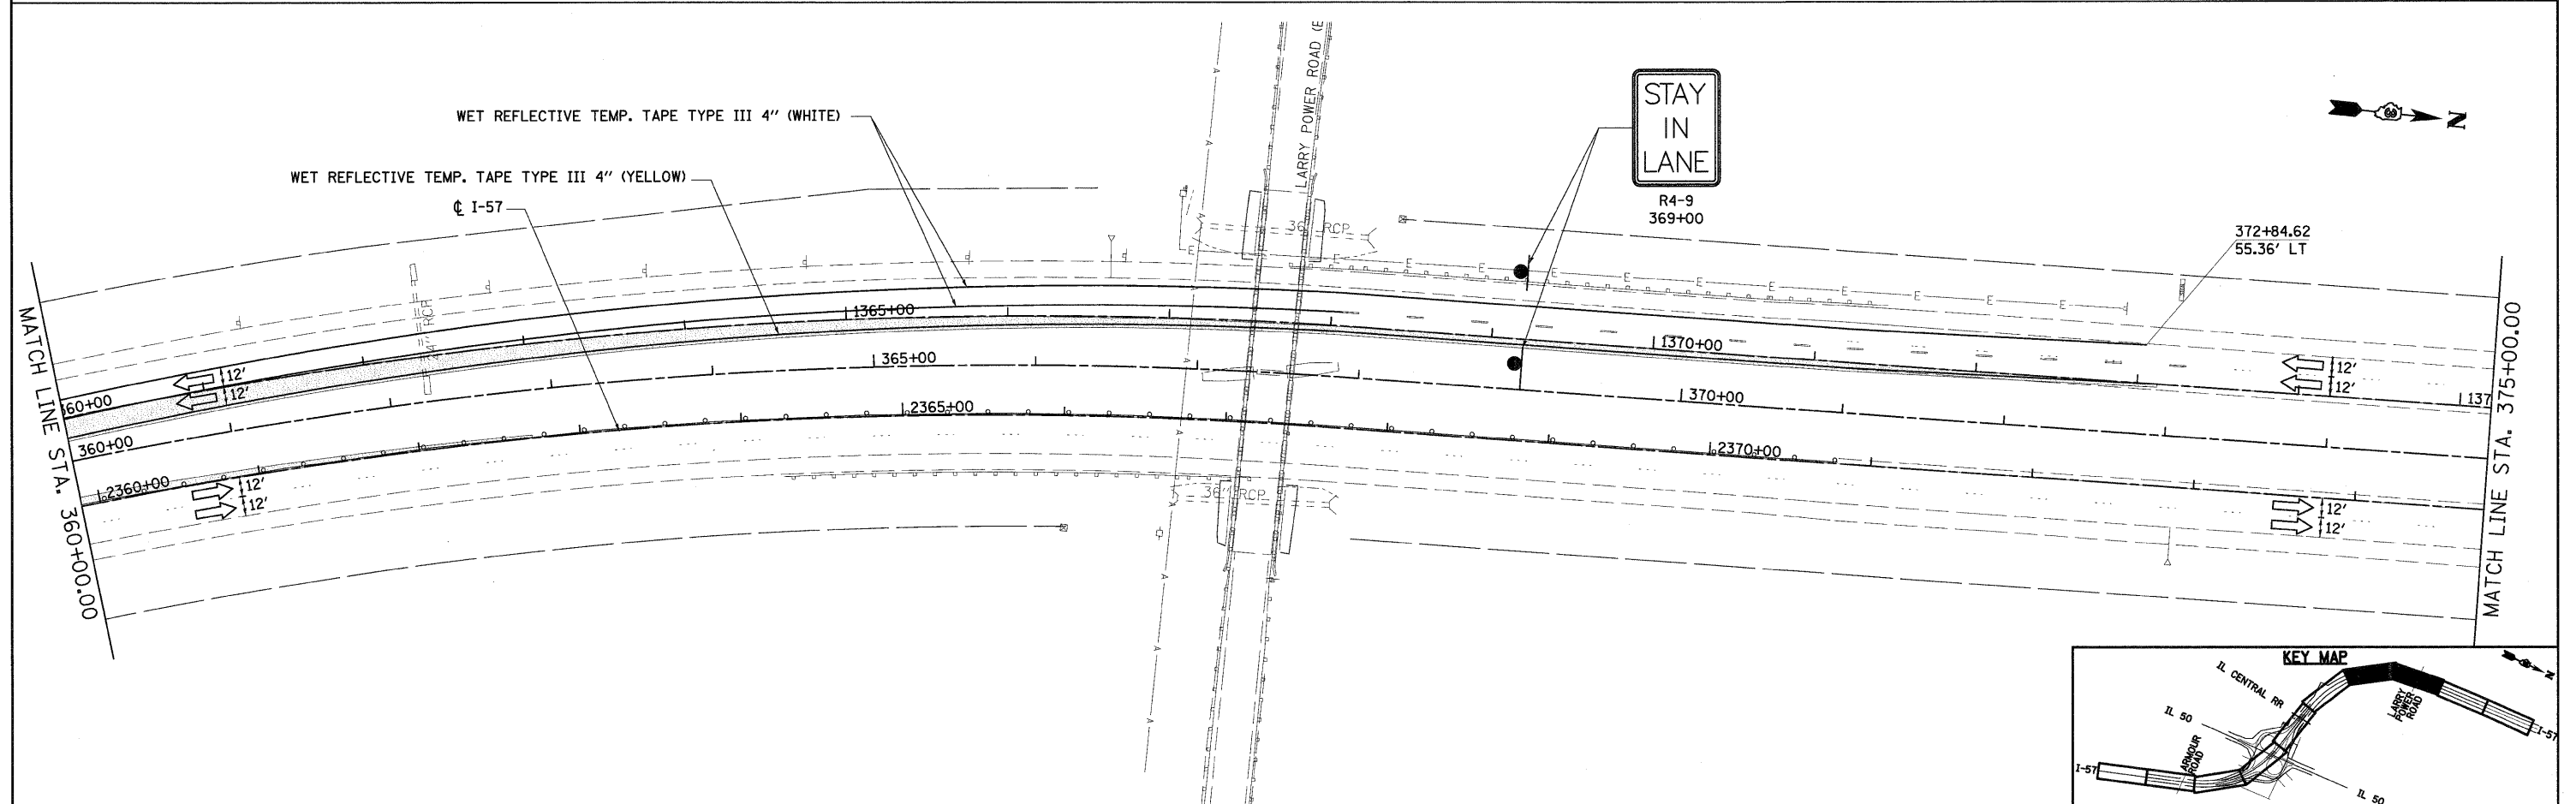 LARRY POWER ROAD (E
WET REFLECTIVE TEMP. TAPE TYPE III 4" (WHITE)
WET REFLECTIVE TEMP. TAPE TYPE III 4" (YELLOW)
℄ I-57
STAY
IN
LANE
R4-9
369+00
N
372+84.62
55.36' LT
36" RCP
24" RCP
MATCH LINE STA. 360+00.00
MATCH LINE STA. 375+00.00
A
A
A
A
A
A
A
A
A
A
E
E
E
E
E
E
E
E
E
E
E
E
1365+00
1370+00
137
365+00
370+00
2365+00
2370+00
360+00
360+00
2360+00
12'
12'
12'
12'
12'
12'
12'
12'
36" RCP
KEY MAP
N
IL CENTRAL RR
IL 50
LARRY
POWER
ROAD
I-57
ARMOUR
ROAD
I-57
IL 50